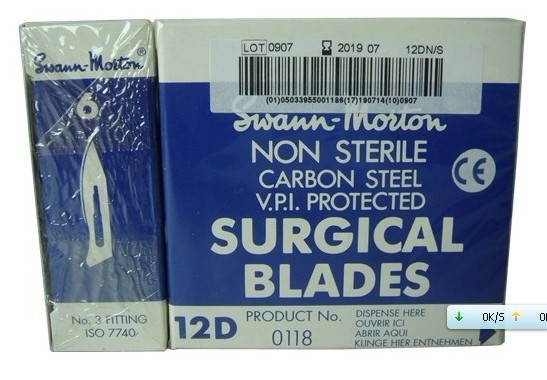 Swann-Morton®
6
No. 3 FITTING
ISO 7740
LOT 0907 2019 07 12DN/S
(01)05033955001186(17)190714(10)0907
Swann-Morton
NON STERILE
CARBON STEEL
V.P.I. PROTECTED
CE
SURGICAL
BLADES
12D
PRODUCT No.
0118
DISPENSE HERE
OUVRIR ICI
ABRIR AQUI
KLINGE HIER ENTNEHMEN
↓ 0K/S ↑